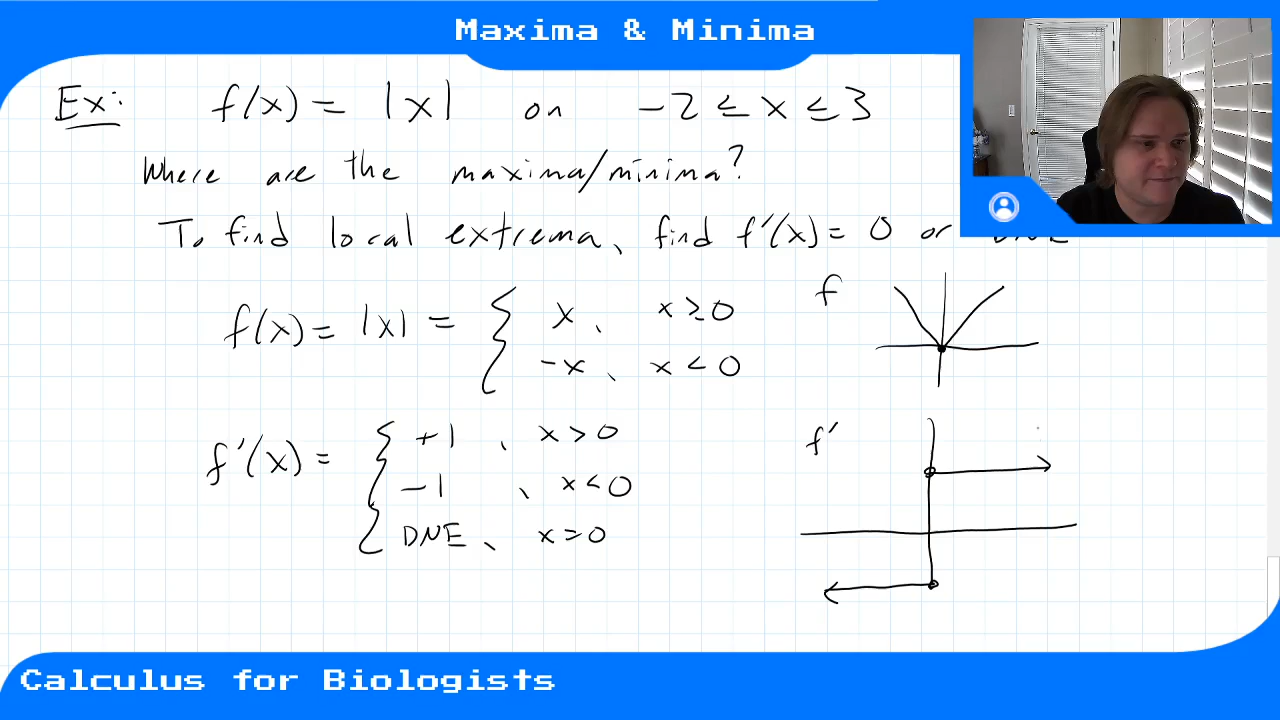 Maxima & Minima
Ex: f(x) = |x| on -2 ≤ x ≤ 3
Where are the maxima/minima?
To find local extrema, find f'(x) = 0 or
f(x) = |x| = { x, x ≥ 0
-x, x < 0
f
f'(x) = { +1, x > 0
-1, x < 0
DNE, x = 0
f'
Calculus for Biologists